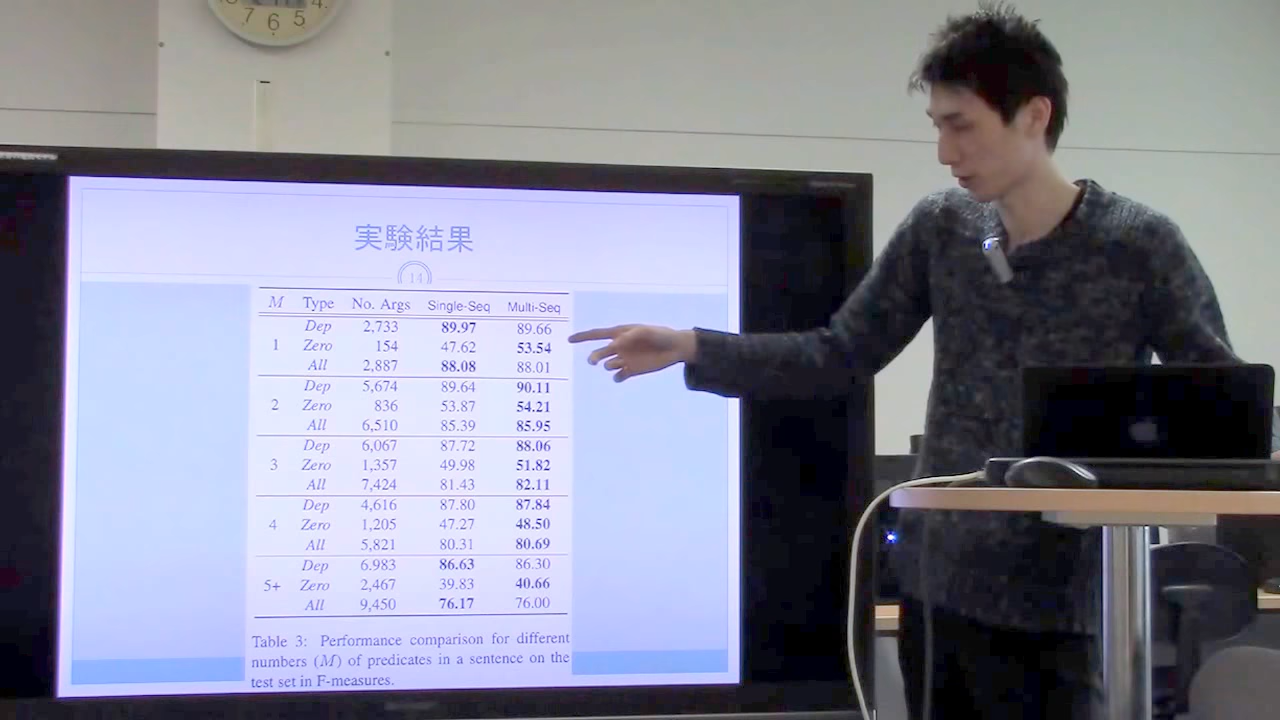 7 6 5 4
実験結果
14
M Type No. Args Single-Seq Multi-Seq
1 Dep 2,733 89.97 89.66
Zero 154 47.62 53.54
All 2,887 88.08 88.01
2 Dep 5,674 89.64 90.11
Zero 836 53.87 54.21
All 6,510 85.39 85.95
3 Dep 6,067 87.72 88.06
Zero 1,357 49.98 51.82
All 7,424 81.43 82.11
4 Dep 4,616 87.80 87.84
Zero 1,205 47.27 48.50
All 5,821 80.31 80.69
5+ Dep 6,983 86.63 86.30
Zero 2,467 39.83 40.66
All 9,450 76.17 76.00
Table 3: Performance comparison for different
numbers (M) of predicates in a sentence on the
test set in F-measures.